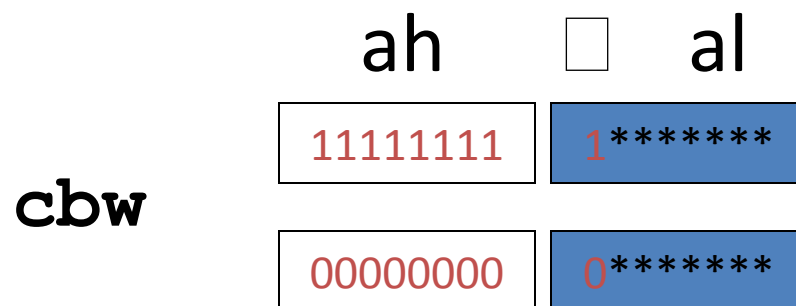 ah □ al
11111111 1*******
cbw
00000000 0*******